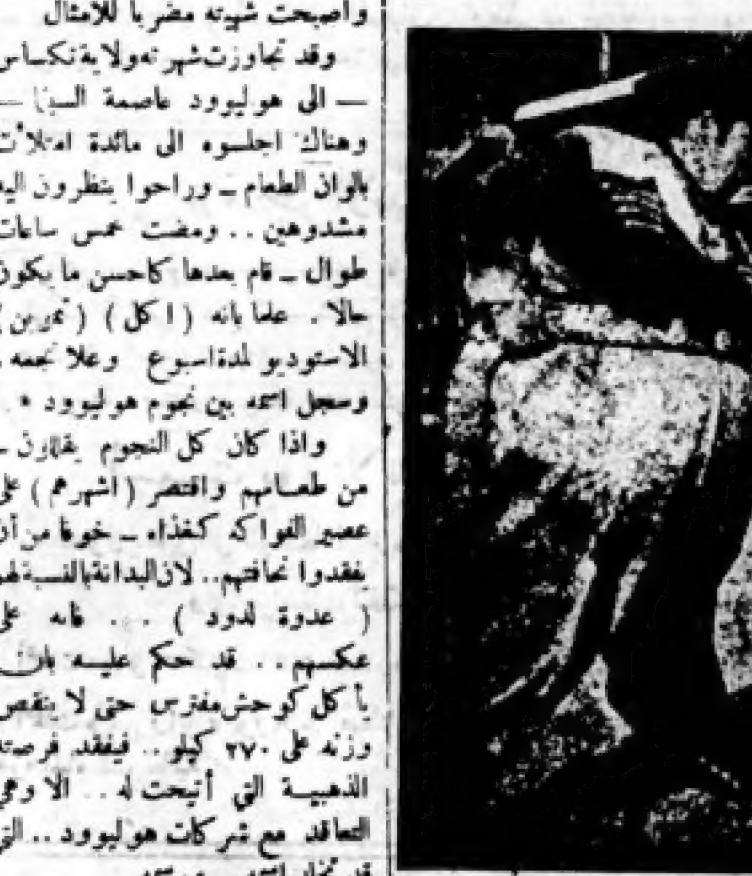 واصبحت شهيته مضربا للامثال
وقد تجاوزت شهرته ولاية تكساس
— الى هوليوود عاصمة السينما —
وهناك اجلسوه الى مائدة امتلأت
بالوان الطعام ــ وراحوا ينظرون اليه
مشدوهين . . ومضت خمس ساعات
طوال ــ قام بعدها كاحسن ما يكون
حالا . علما بانه ( اكل ) ( تموين )
الاستوديو لمدة اسبوع وعلا نجمه .
وسجل اسمه بين نجوم هوليوود .
واذا كان كل النجوم يقللون ــ
من طعامهم واقتصر ( اشهرهم ) على
عصير الفواكه كغذاء ــ خوفا من أن
يفقدوا نحافتهم . . لان البدانة بالنسبة لهم
( عدوة لدود ) . . . فانه على
عكسهم . . قد حكم عليه بان
يأكل كوحش مفترس حتى لا ينقص
وزنه على ٢٧٠ كيلو . . فيفقد فرصته
الذهبية التي أتيحت له . . الا وهي
التعاقد مع شركات هوليوود . . التي